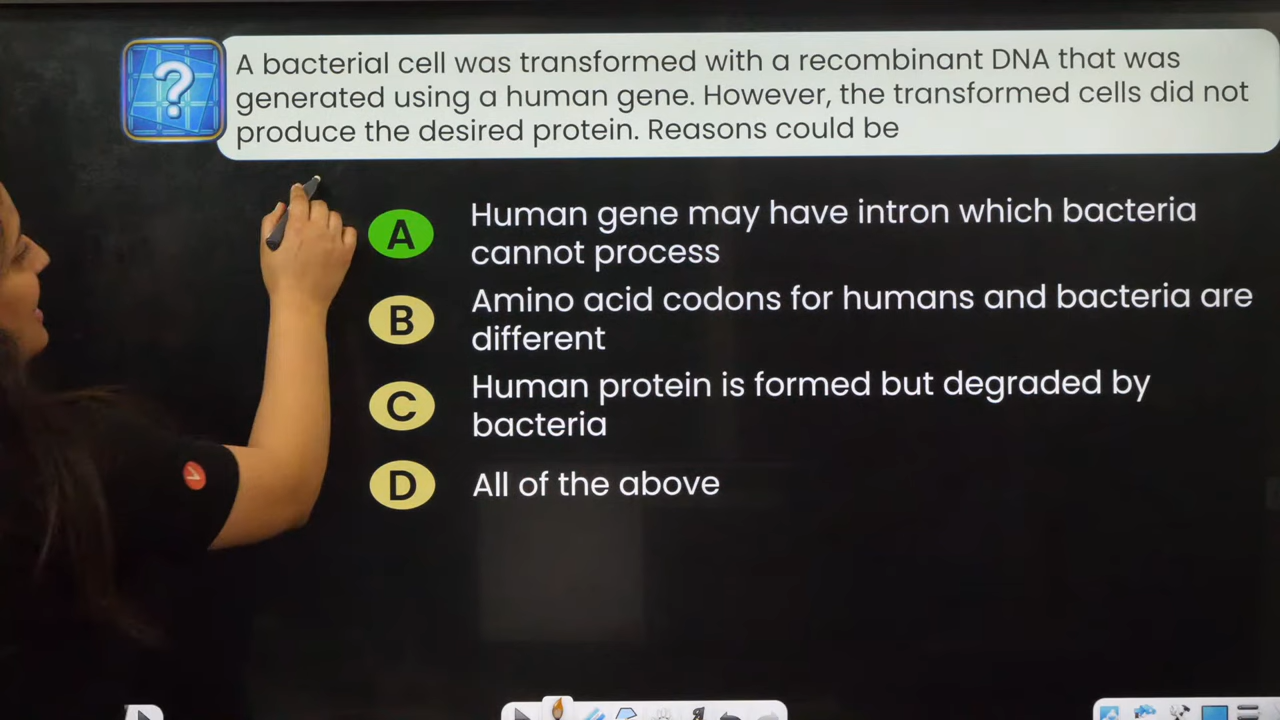 ?
A bacterial cell was transformed with a recombinant DNA that was
generated using a human gene. However, the transformed cells did not
produce the desired protein. Reasons could be
A Human gene may have intron which bacteria
cannot process
B Amino acid codons for humans and bacteria are
different
C Human protein is formed but degraded by
bacteria
D All of the above